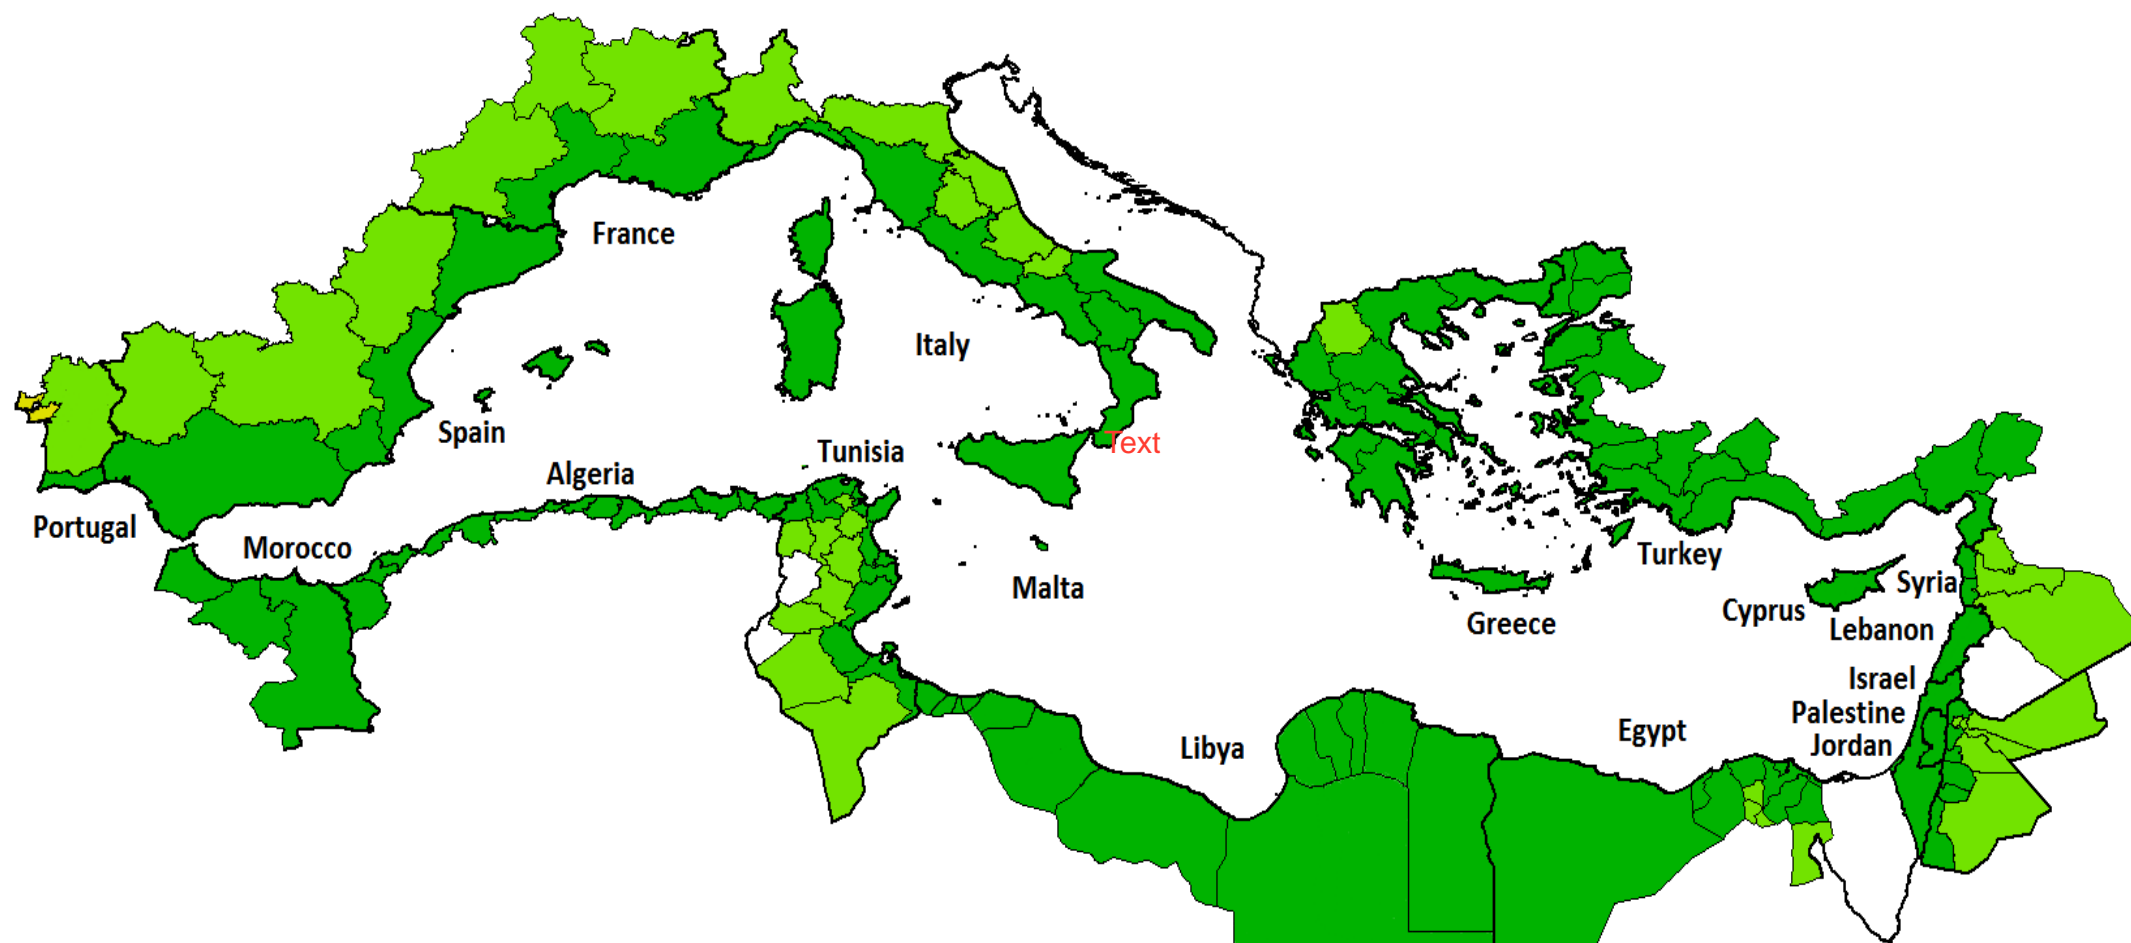 France
Italy
Spain
Text
Tunisia
Algeria
Portugal
Morocco
Malta
Turkey
Greece
Cyprus
Syria
Lebanon
Israel
Palestine
Jordan
Egypt
Libya